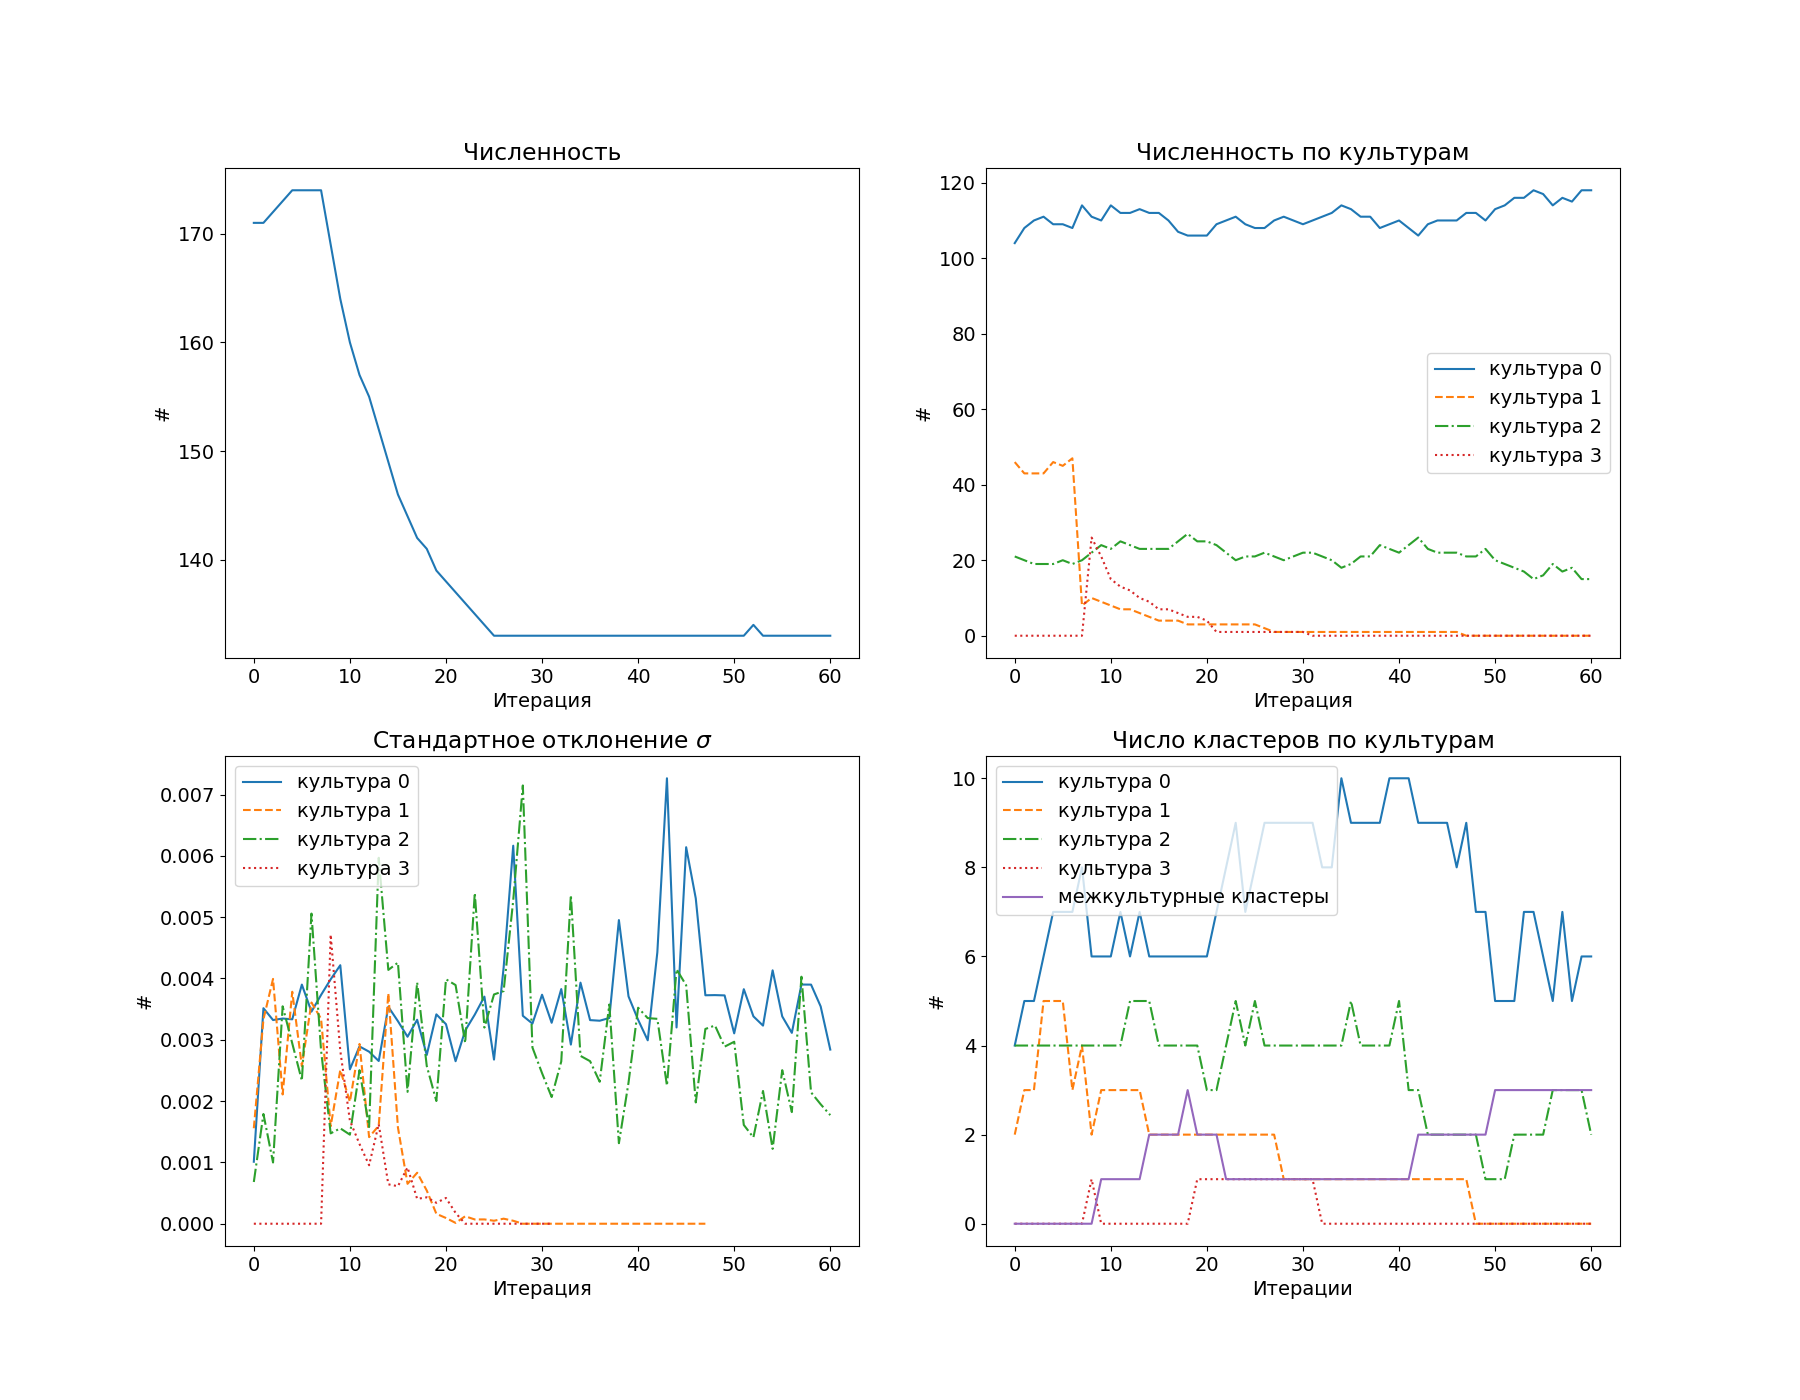 Численность
170
160
150
140
#
0 10 20 30 40 50 60
Итерация
Численность по культурам
120
100
80
60
40
20
0
#
культура 0
культура 1
культура 2
культура 3
0 10 20 30 40 50 60
Итерация
Стандартное отклонение σ
0.007
0.006
0.005
0.004
0.003
0.002
0.001
0.000
#
культура 0
культура 1
культура 2
культура 3
0 10 20 30 40 50 60
Итерация
Число кластеров по культурам
10
8
6
4
2
0
#
культура 0
культура 1
культура 2
культура 3
межкультурные кластеры
0 10 20 30 40 50 60
Итерации